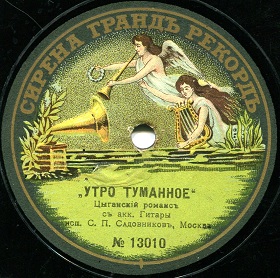 СИРЕНА ГРАНДЪ РЕКОРДЪ
„УТРО ТУМАННОЕ“
Цыганскій романсъ
съ акк. Гитары
исп. С. П. Садовниковъ, Москва
№ 13010